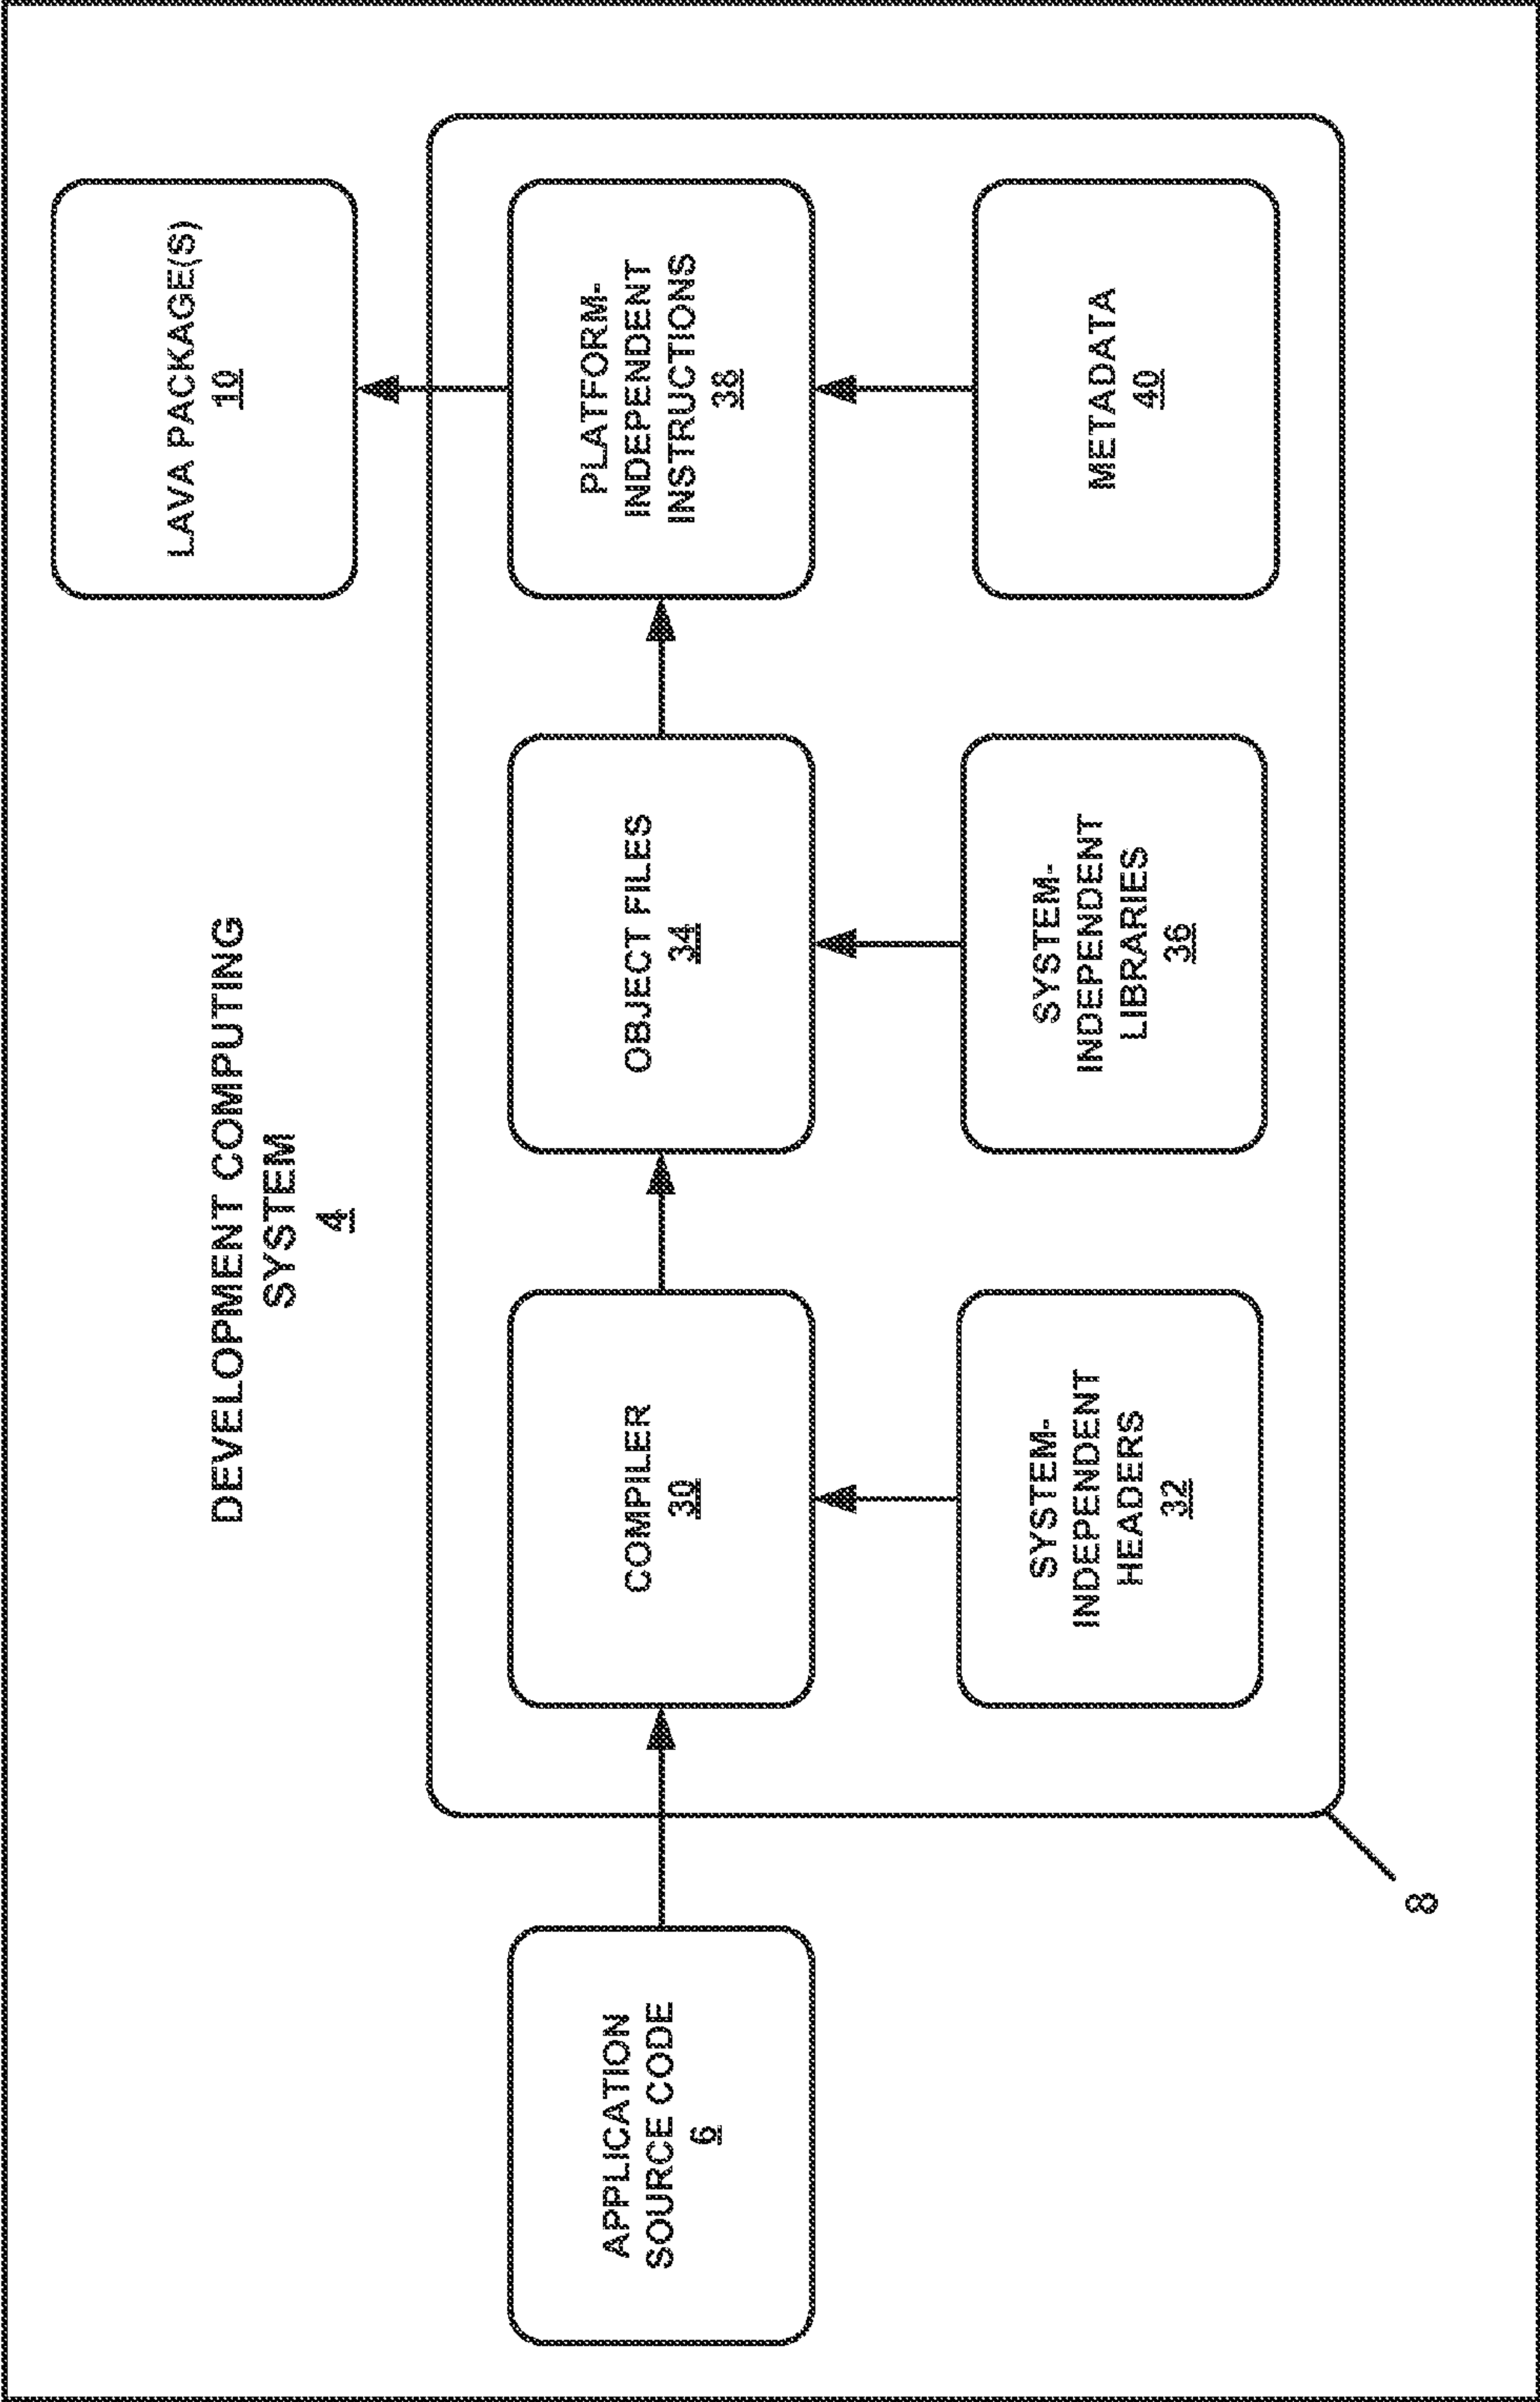 DEVELOPMENT COMPUTING
SYSTEM
4
LAVA PACKAGE(S)
10
APPLICATION
SOURCE CODE
6
COMPILER
30
OBJECT FILES
34
PLATFORM-
INDEPENDENT
INSTRUCTIONS
38
SYSTEM-
INDEPENDENT
HEADERS
32
SYSTEM-
INDEPENDENT
LIBRARIES
36
METADATA
40
8